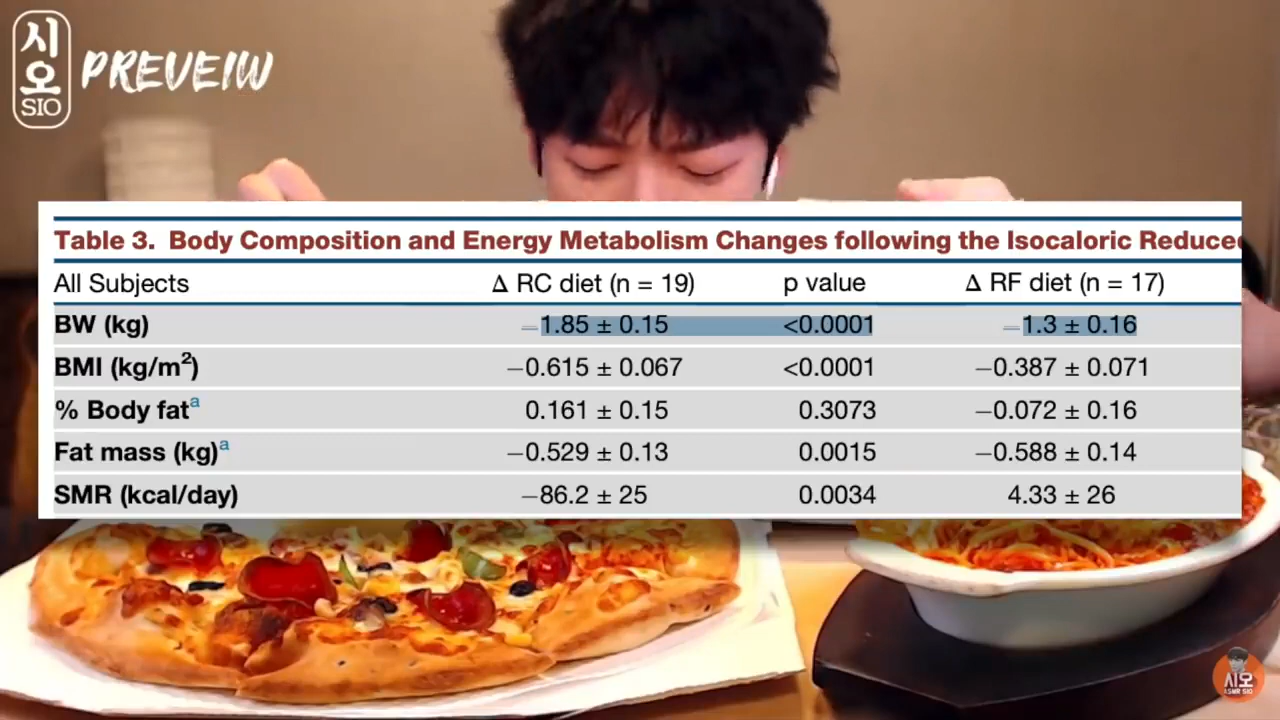 시오
SIO
PREVEIW
Table 3. Body Composition and Energy Metabolism Changes following the Isocaloric Reduced
All Subjects Δ RC diet (n = 19) p value Δ RF diet (n = 17)
BW (kg) −1.85 ± 0.15 <0.0001 −1.3 ± 0.16
BMI (kg/m²) −0.615 ± 0.067 <0.0001 −0.387 ± 0.071
% Body fatᵃ 0.161 ± 0.15 0.3073 −0.072 ± 0.16
Fat mass (kg)ᵃ −0.529 ± 0.13 0.0015 −0.588 ± 0.14
SMR (kcal/day) −86.2 ± 25 0.0034 4.33 ± 26
시오
ASMR SIO